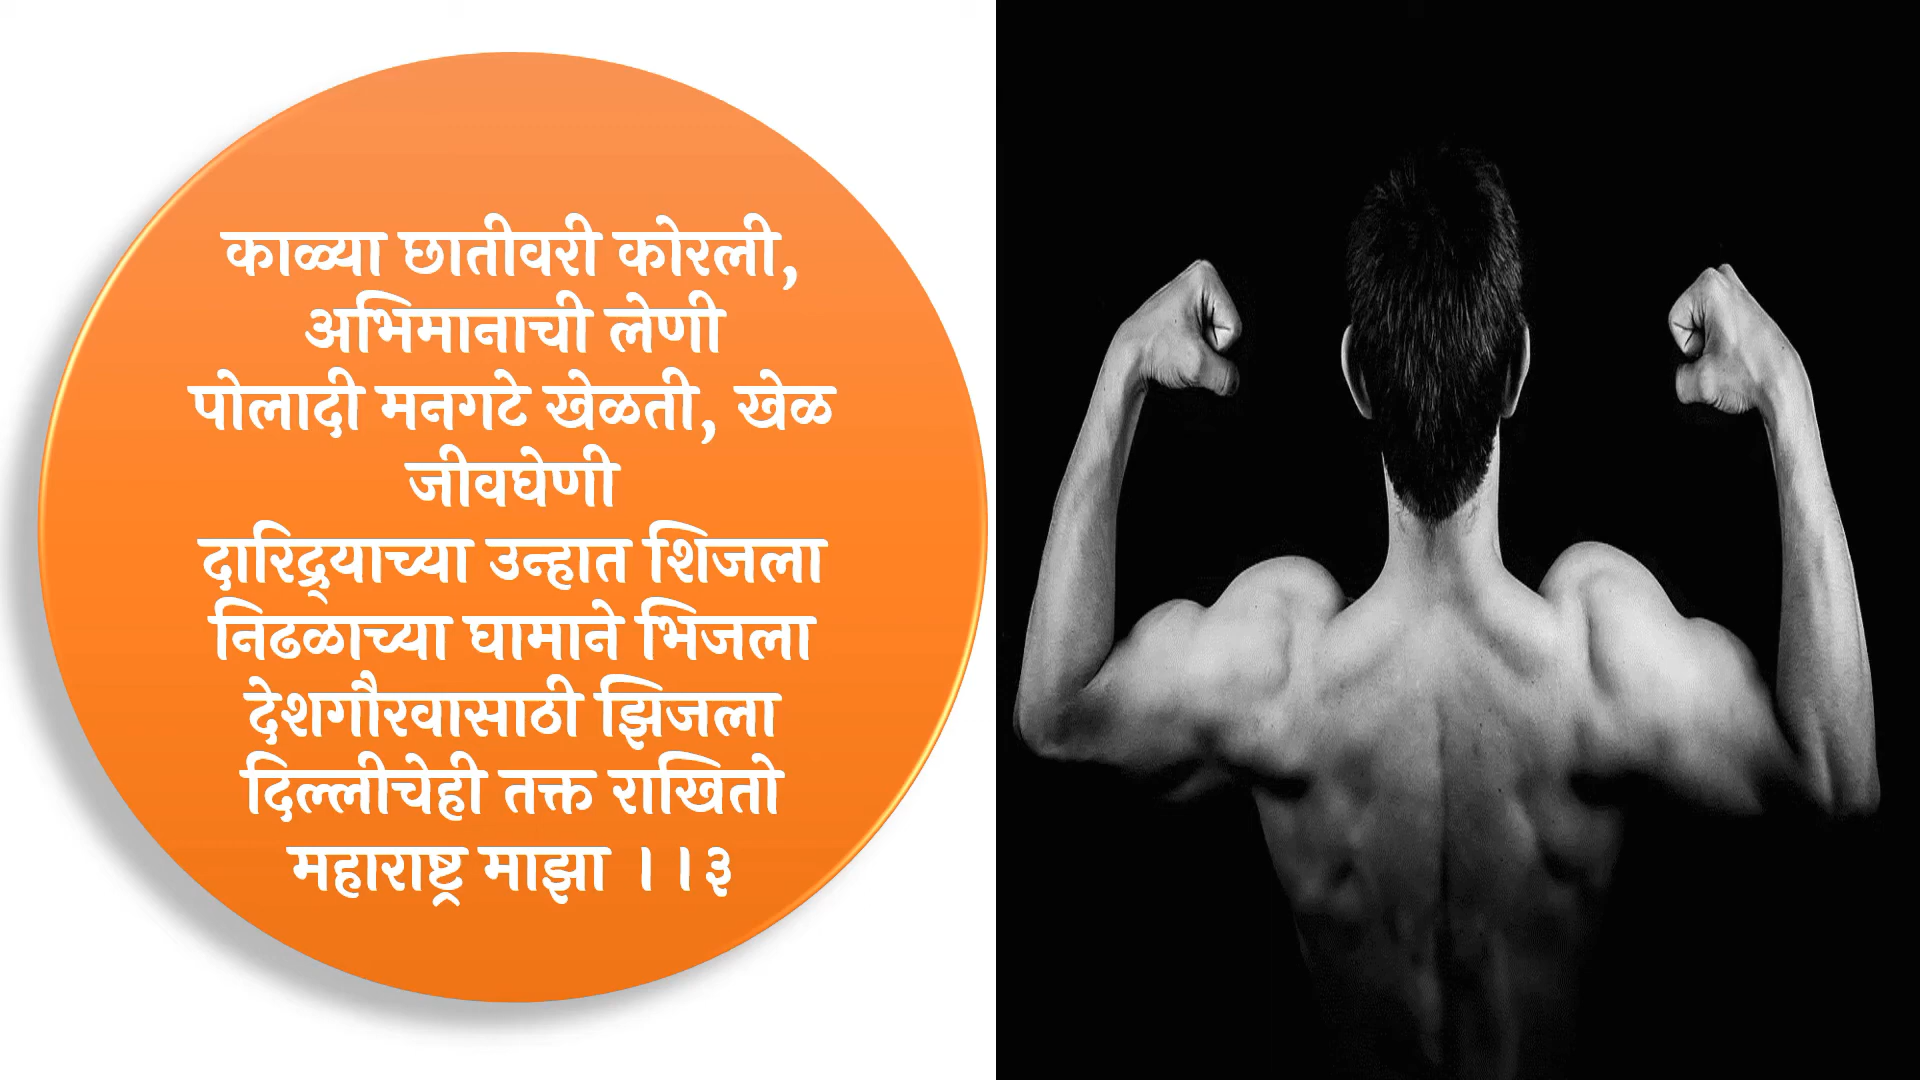 काळ्या छातीवरी कोरली,
अभिमानाची लेणी
पोलादी मनगटे खेळती, खेळ
जीवघेणी
दारिद्र्याच्या उन्हात शिजला
निढळाच्या घामाने भिजला
देशगौरवासाठी झिजला
दिल्लीचेही तक्त राखितो
महाराष्ट्र माझा ।।३